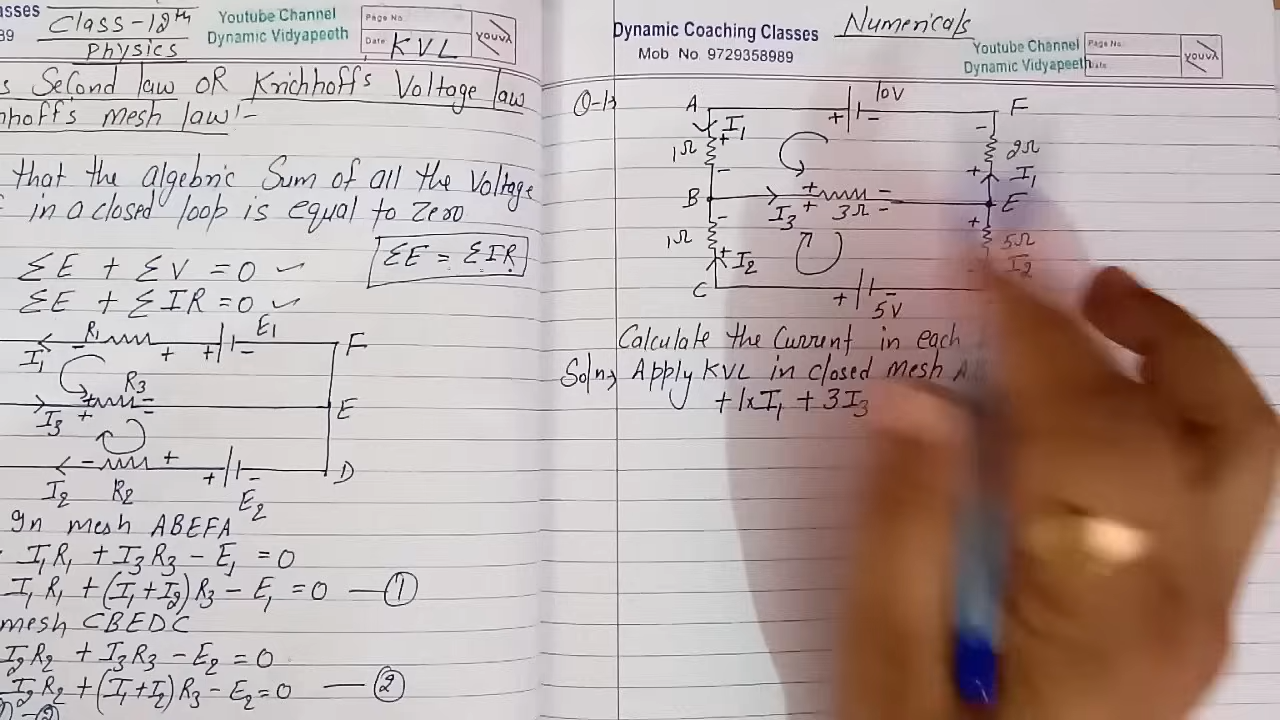 asses
89
Class-12th
Physics
Youtube Channel
Dynamic Vidyapeeth
Page No.
Date KVL
youva
s Second law OR Krichhoff's Voltage law
hhoff's mesh law:-
that the algebric Sum of all the Voltage
in a closed loop is equal to Zero
ΣE + ΣV = 0
ΣE = ΣIR
ΣE + ΣIR = 0
R1 + + - E1 F
I1
R3
+ - E
I3
- + + - D
I2 R2 E2
In mesh ABEFA
I1R1 + I3R3 - E1 = 0
I1R1 + (I1+I2)R3 - E1 = 0 — 1
mesh CBEDC
I2R2 + I3R3 - E2 = 0
I2R2 + (I1+I2)R3 - E2 = 0 — 2
Dynamic Coaching Classes
Mob No 9729358989
Numericals
Youtube Channel
Dynamic Vidyapeeth
Page No.
Date
youva
Q-1)
A + - 10V F
I1 + -
1Ω 2Ω
- + I1
B + - E
I3 + 3Ω - +
- 5Ω
1Ω + I2 I2
C + - 5V
Calculate the Current in each
Soln) Apply KVL in closed mesh A
+1xI1 + 3I3